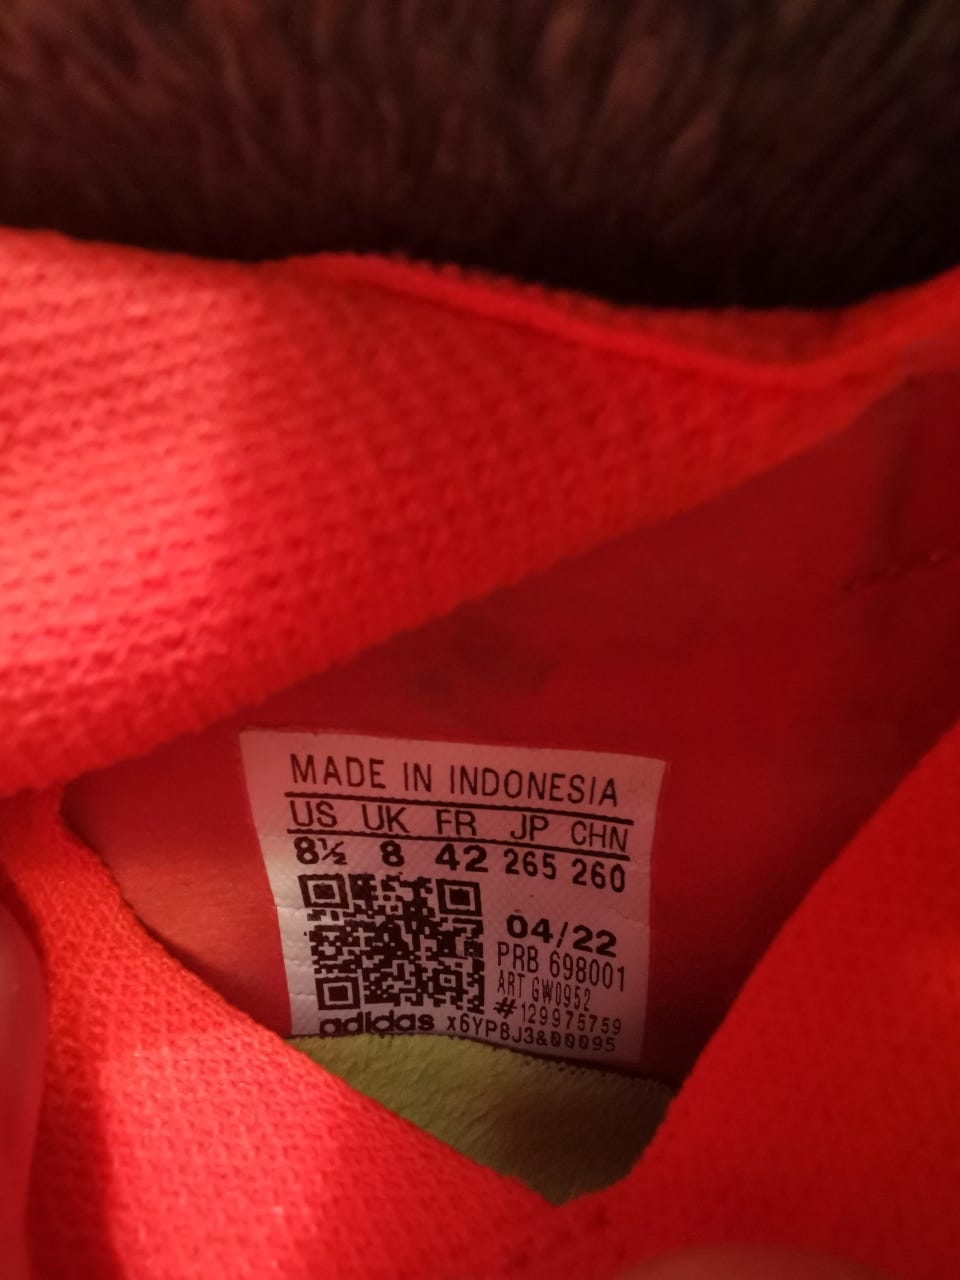 MADE IN INDONESIA
US UK FR JP CHN
8½ 8 42 265 260
04/22
PRB 698001
ART GW0952
#129975759
adidas x6YPBJ3&00095